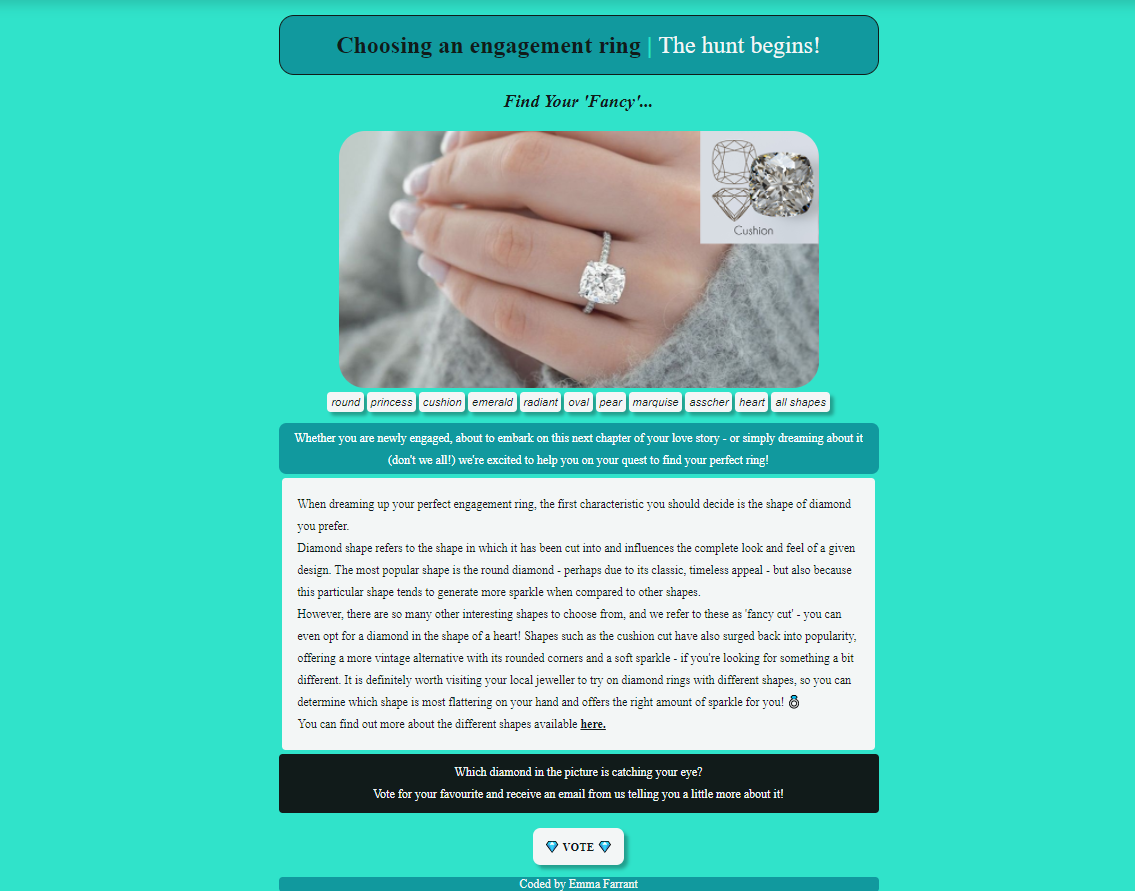 Choosing an engagement ring | The hunt begins!
Find Your 'Fancy'...
Cushion
round princess cushion emerald radiant oval pear marquise asscher heart all shapes
Whether you are newly engaged, about to embark on this next chapter of your love story - or simply dreaming about it
(don't we all!) we're excited to help you on your quest to find your perfect ring!
When dreaming up your perfect engagement ring, the first characteristic you should decide is the shape of diamond
you prefer.
Diamond shape refers to the shape in which it has been cut into and influences the complete look and feel of a given
design. The most popular shape is the round diamond - perhaps due to its classic, timeless appeal - but also because
this particular shape tends to generate more sparkle when compared to other shapes.
However, there are so many other interesting shapes to choose from, and we refer to these as 'fancy cut' - you can
even opt for a diamond in the shape of a heart! Shapes such as the cushion cut have also surged back into popularity,
offering a more vintage alternative with its rounded corners and a soft sparkle - if you're looking for something a bit
different. It is definitely worth visiting your local jeweller to try on diamond rings with different shapes, so you can
determine which shape is most flattering on your hand and offers the right amount of sparkle for you! 💍
You can find out more about the different shapes available here.
Which diamond in the picture is catching your eye?
Vote for your favourite and receive an email from us telling you a little more about it!
💎 VOTE 💎
Coded by Emma Farrant